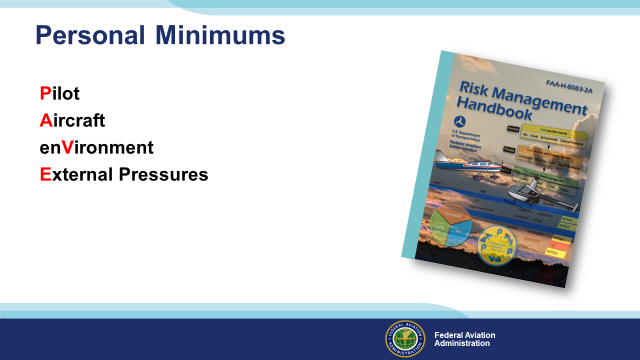 Personal Minimums
Pilot
Aircraft
enVironment
External Pressures
FAA-H-8083-2A
Risk Management
Handbook
U.S. Department
of Transportation
Federal Aviation
Administration
Federal Aviation
Administration